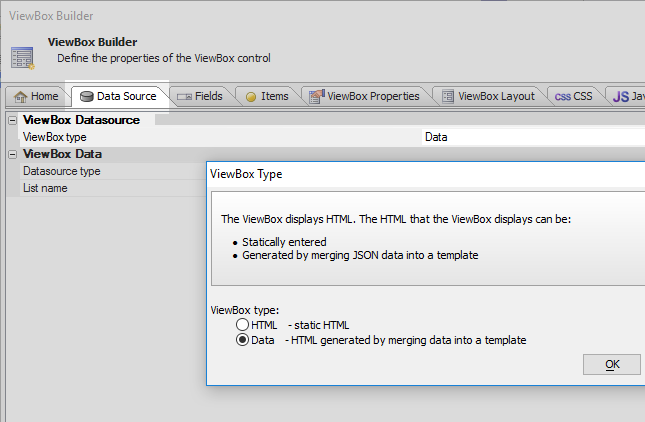 ViewBox Builder
ViewBox Builder
Define the properties of the ViewBox control
Home Data Source Fields Items ViewBox Properties ViewBox Layout css CSS JS Jav
ViewBox Datasource
ViewBox type Data
ViewBox Data
Datasource type
List name
ViewBox Type
The ViewBox displays HTML. The HTML that the ViewBox displays can be:
• Statically entered
• Generated by merging JSON data into a template
ViewBox type:
HTML - static HTML
Data - HTML generated by merging data into a template
OK